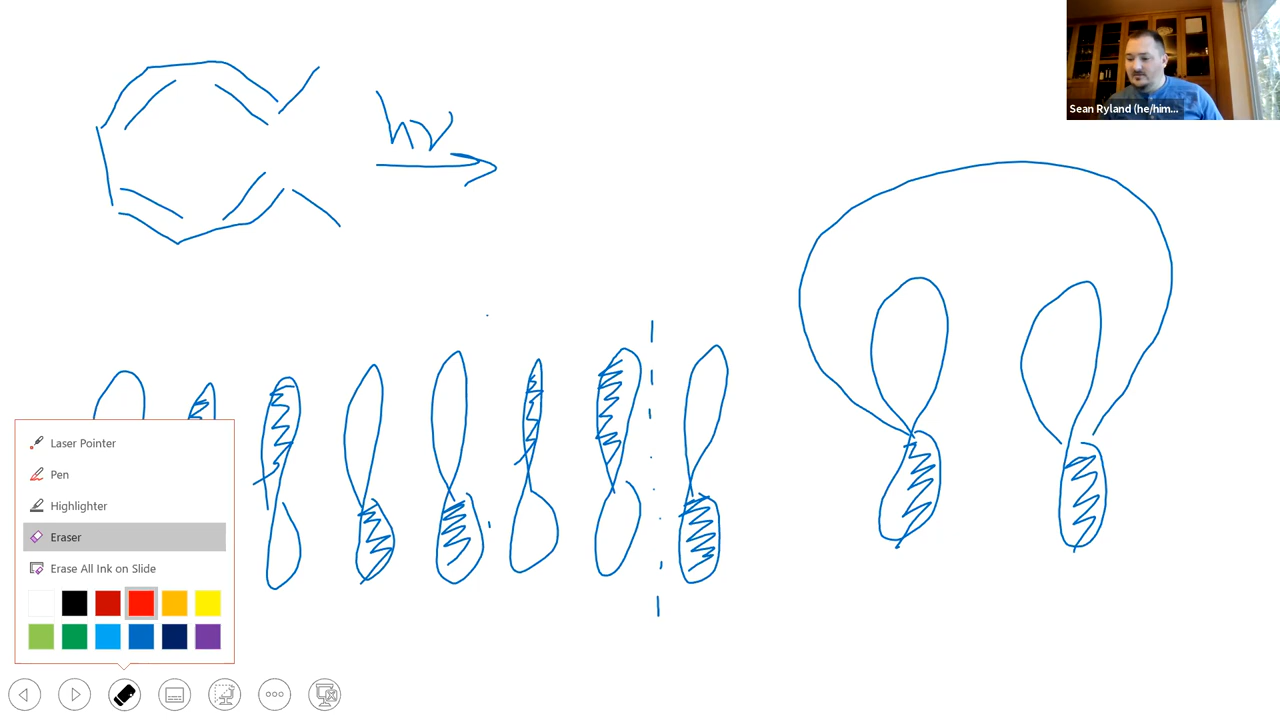 Sean Ryland (he/him...
hν
Laser Pointer
Pen
Highlighter
Eraser
Erase All Ink on Slide